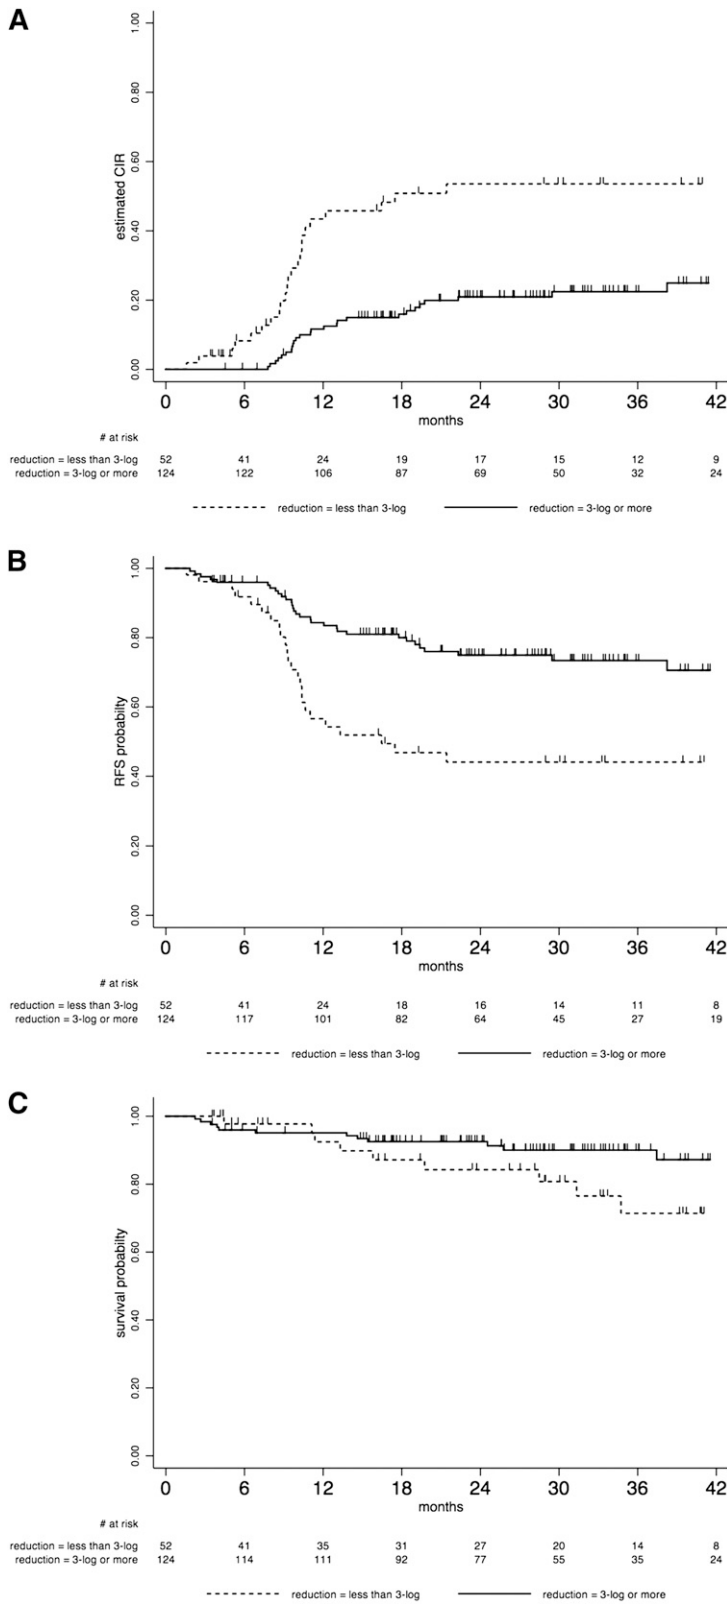 A
1.00
0.80
0.60
0.40
0.20
0.00
estimated CIR
0 6 12 18 24 30 36 42
months
# at risk
reduction = less than 3-log 52 41 24 19 17 15 12 9
reduction = 3-log or more 124 122 106 87 69 50 32 24
reduction = less than 3-log reduction = 3-log or more
B
1.00
0.80
0.60
0.40
0.20
0.00
RFS probabilty
0 6 12 18 24 30 36 42
months
# at risk
reduction = less than 3-log 52 41 24 18 16 14 11 8
reduction = 3-log or more 124 117 101 82 64 45 27 19
reduction = less than 3-log reduction = 3-log or more
C
1.00
0.80
0.60
0.40
0.20
0.00
survival probabilty
0 6 12 18 24 30 36 42
months
# at risk
reduction = less than 3-log 52 41 35 31 27 20 14 8
reduction = 3-log or more 124 114 111 92 77 55 35 24
reduction = less than 3-log reduction = 3-log or more